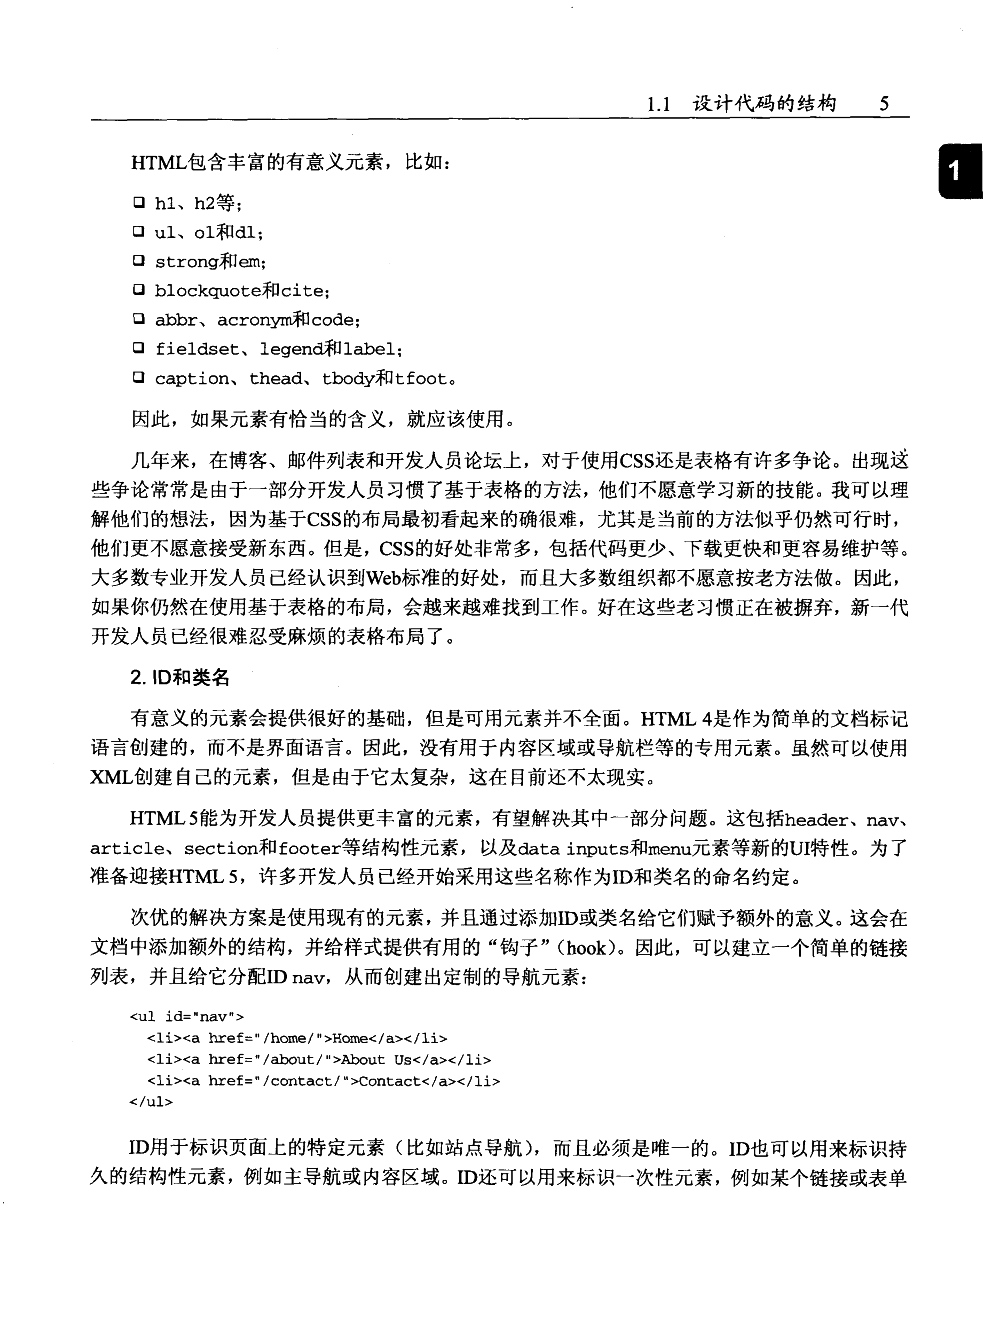 1.1 设计代码的结构 5
1
HTML包含丰富的有意义元素，比如：
❑ h1、h2等；
❑ ul、ol和dl；
❑ strong和em；
❑ blockquote和cite；
❑ abbr、acronym和code；
❑ fieldset、legend和label；
❑ caption、thead、tbody和tfoot。
因此，如果元素有恰当的含义，就应该使用。
几年来，在博客、邮件列表和开发人员论坛上，对于使用CSS还是表格有许多争论。出现这
些争论常常是由于一部分开发人员习惯了基于表格的方法，他们不愿意学习新的技能。我可以理
解他们的想法，因为基于CSS的布局最初看起来的确很难，尤其是当前的方法似乎仍然可行时，
他们更不愿意接受新东西。但是，CSS的好处非常多，包括代码更少、下载更快和更容易维护等。
大多数专业开发人员已经认识到Web标准的好处，而且大多数组织都不愿意按老方法做。因此，
如果你仍然在使用基于表格的布局，会越来越难找到工作。好在这些老习惯正在被摒弃，新一代
开发人员已经很难忍受麻烦的表格布局了。
2. ID和类名
有意义的元素会提供很好的基础，但是可用元素并不全面。HTML 4是作为简单的文档标记
语言创建的，而不是界面语言。因此，没有用于内容区域或导航栏等的专用元素。虽然可以使用
XML创建自己的元素，但是由于它太复杂，这在目前还不太现实。
HTML 5能为开发人员提供更丰富的元素，有望解决其中一部分问题。这包括header、nav、
article、section和footer等结构性元素，以及data inputs和menu元素等新的UI特性。为了
准备迎接HTML 5，许多开发人员已经开始采用这些名称作为ID和类名的命名约定。
次优的解决方案是使用现有的元素，并且通过添加ID或类名给它们赋予额外的意义。这会在
文档中添加额外的结构，并给样式提供有用的“钩子”（hook）。因此，可以建立一个简单的链接
列表，并且给它分配ID nav，从而创建出定制的导航元素：
<ul id="nav">
<li><a href="/home/">Home</a></li>
<li><a href="/about/">About Us</a></li>
<li><a href="/contact/">Contact</a></li>
</ul>
ID用于标识页面上的特定元素（比如站点导航），而且必须是唯一的。ID也可以用来标识持
久的结构性元素，例如主导航或内容区域。ID还可以用来标识一次性元素，例如某个链接或表单